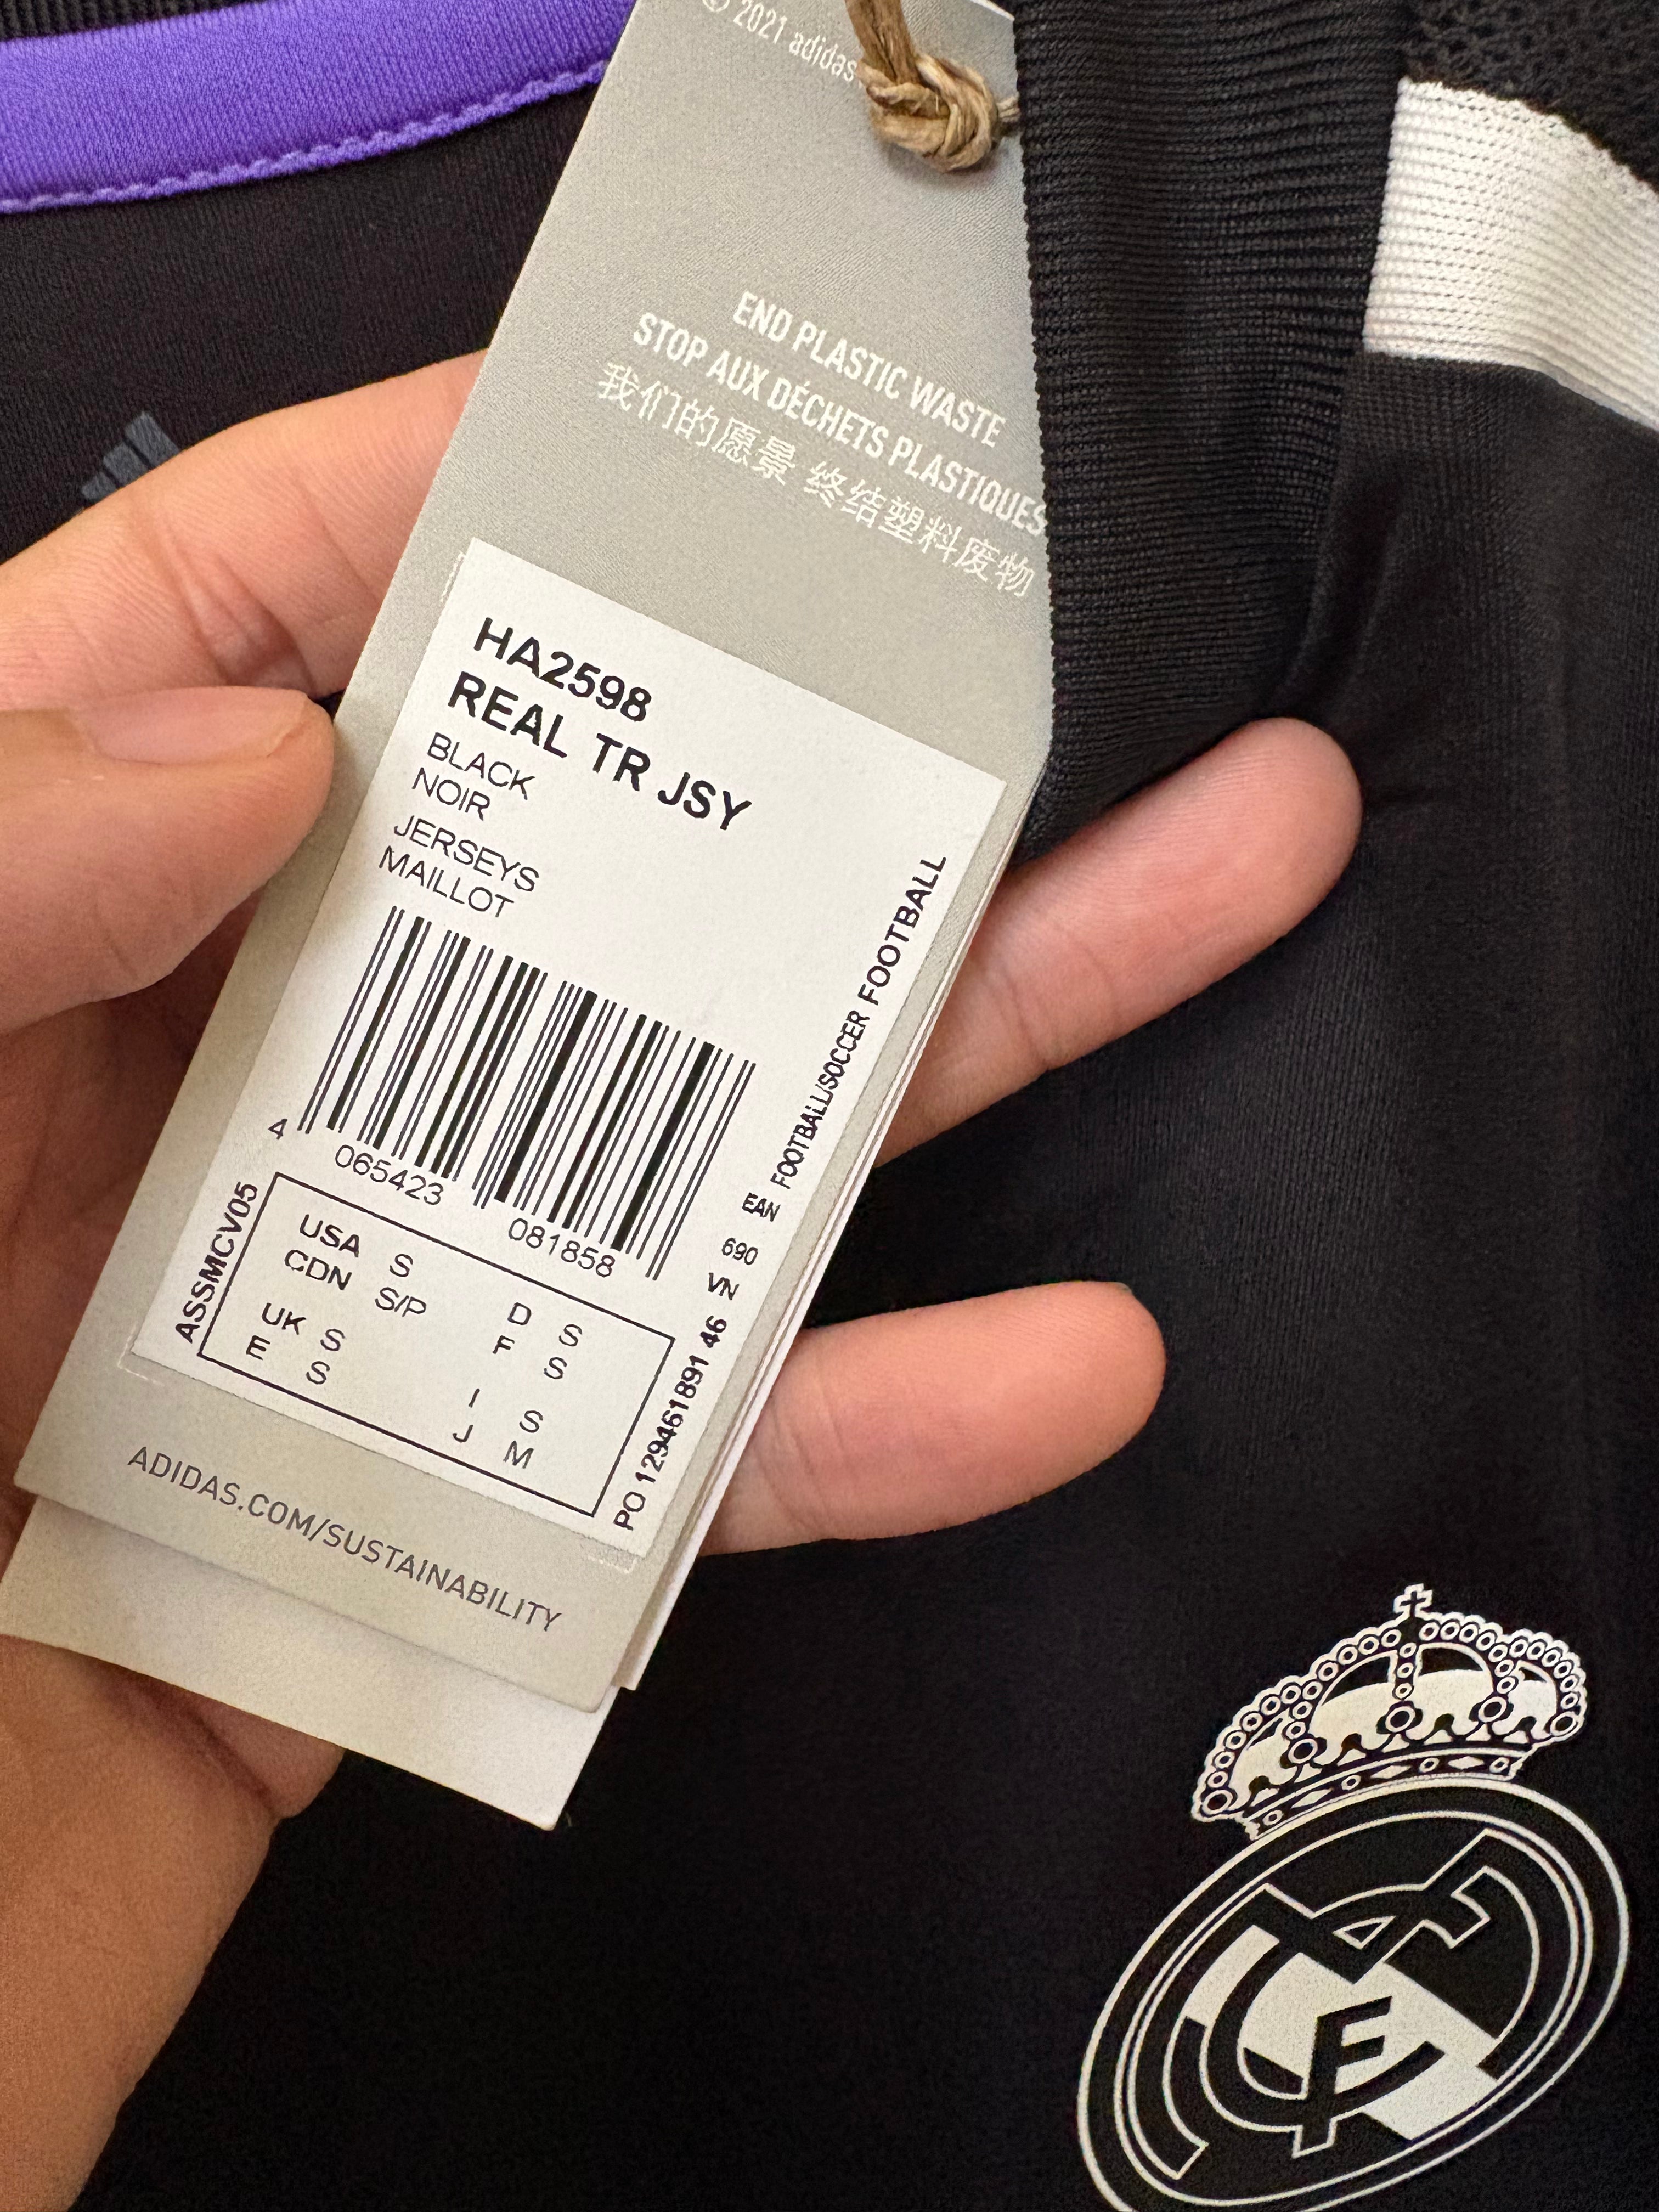 © 2021 adidas
END PLASTIC WASTE
STOP AUX DÉCHETS PLASTIQUES
我们的愿景 终结塑料废物
HA2598
REAL TR JSY
BLACK
NOIR
JERSEYS
MAILLOT
4 065423 081858
EAN FOOTBALL/SOCCER FOOTBALL
690
VN
PO 129461891 46
ASSMCV05
USA S
CDN S/P
UK S
E S
D S
F S
I S
J M
ADIDAS.COM/SUSTAINABILITY